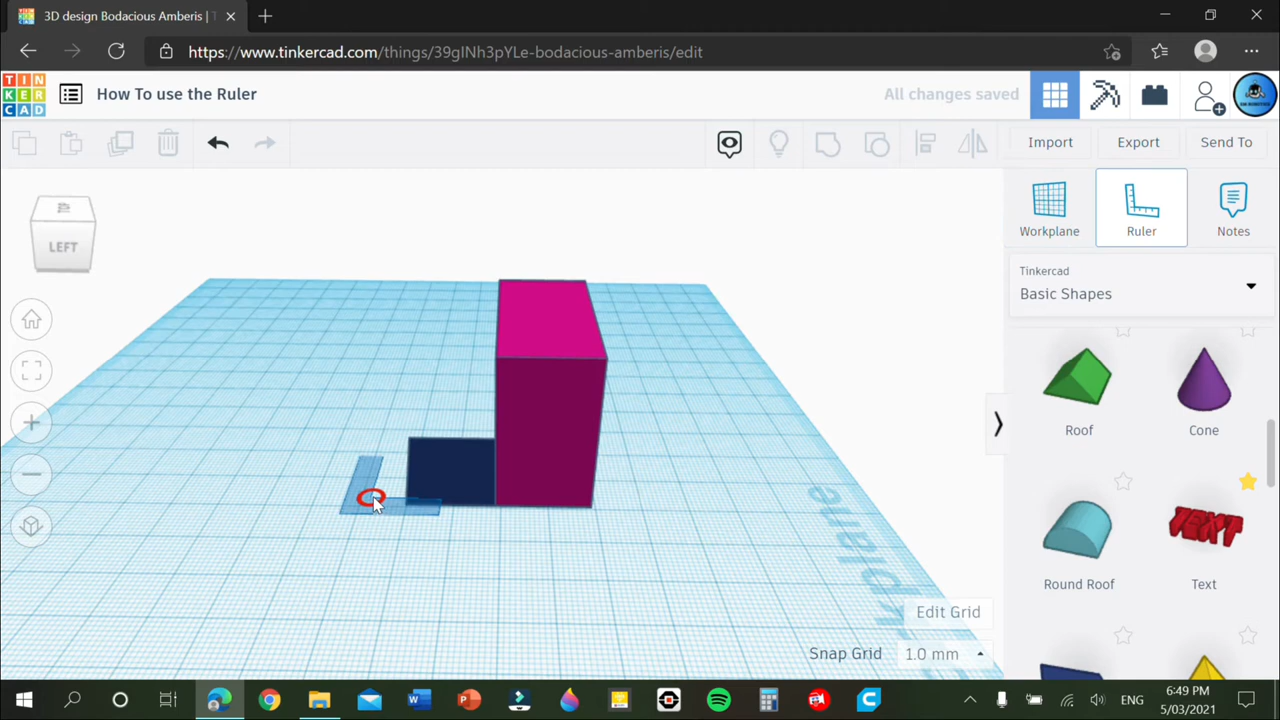 3D design Bodacious Amberis | T
https://www.tinkercad.com/things/39gINh3pYLe-bodacious-amberis/edit
TIN
KER
CAD
How To use the Ruler
All changes saved
Import
Export
Send To
Workplane
Ruler
Notes
LEFT
Tinkercad
Basic Shapes
Roof
Cone
TEXT
Round Roof
Text
Edit Grid
Snap Grid
1.0 mm
ENG
6:49 PM
5/03/2021